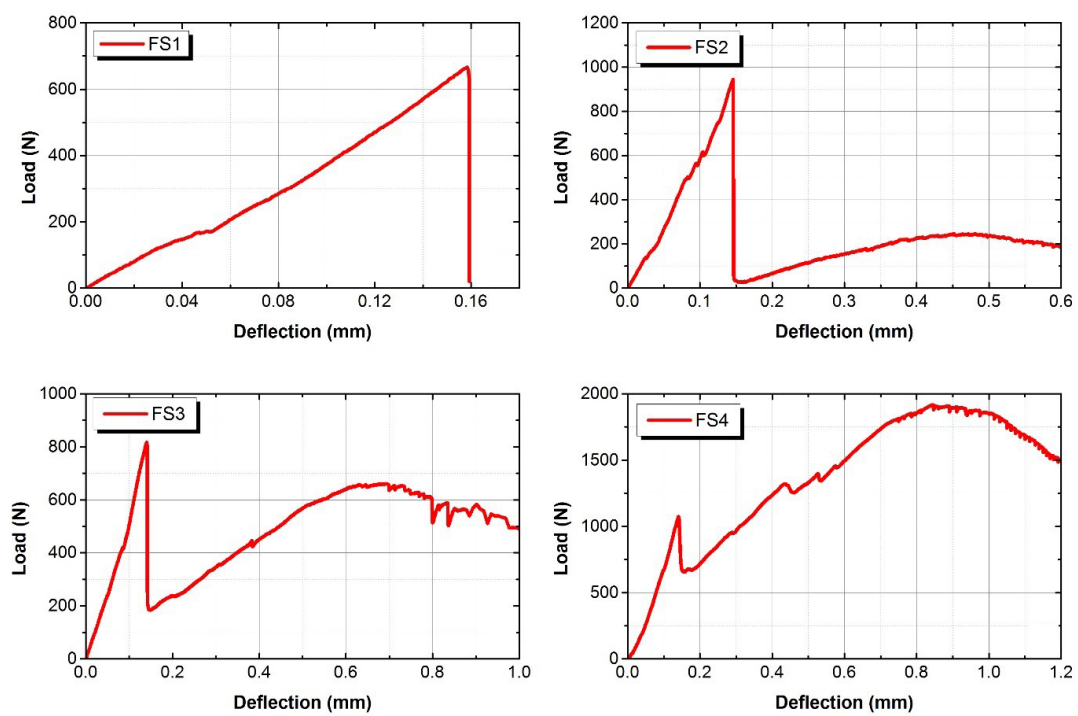 FS1
Load (N)
800
600
400
200
0
0.00 0.04 0.08 0.12 0.16
Deflection (mm)
FS2
Load (N)
1200
1000
800
600
400
200
0
0.0 0.1 0.2 0.3 0.4 0.5 0.6
Deflection (mm)
FS3
Load (N)
1000
800
600
400
200
0
0.0 0.2 0.4 0.6 0.8 1.0
Deflection (mm)
FS4
Load (N)
2000
1500
1000
500
0
0.0 0.2 0.4 0.6 0.8 1.0 1.2
Deflection (mm)